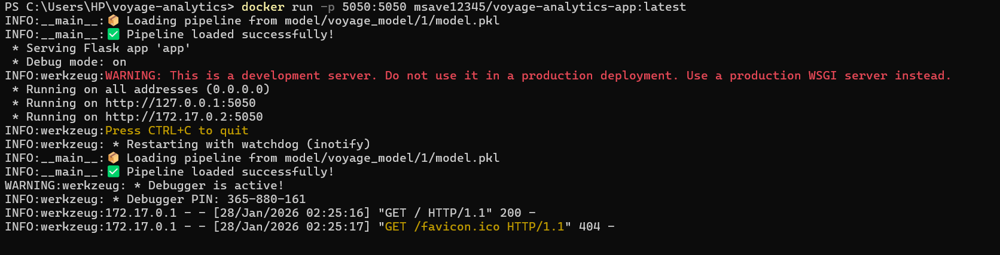 PS C:\Users\HP\voyage-analytics> docker run -p 5050:5050 msave12345/voyage-analytics-app:latest
INFO:__main__:📦 Loading pipeline from model/voyage_model/1/model.pkl
INFO:__main__:✅ Pipeline loaded successfully!
 * Serving Flask app 'app'
 * Debug mode: on
INFO:werkzeug:WARNING: This is a development server. Do not use it in a production deployment. Use a production WSGI server instead.
 * Running on all addresses (0.0.0.0)
 * Running on http://127.0.0.1:5050
 * Running on http://172.17.0.2:5050
INFO:werkzeug:Press CTRL+C to quit
INFO:werkzeug: * Restarting with watchdog (inotify)
INFO:__main__:📦 Loading pipeline from model/voyage_model/1/model.pkl
INFO:__main__:✅ Pipeline loaded successfully!
WARNING:werkzeug: * Debugger is active!
INFO:werkzeug: * Debugger PIN: 365-880-161
INFO:werkzeug:172.17.0.1 - - [28/Jan/2026 02:25:16] "GET / HTTP/1.1" 200 -
INFO:werkzeug:172.17.0.1 - - [28/Jan/2026 02:25:17] "GET /favicon.ico HTTP/1.1" 404 -